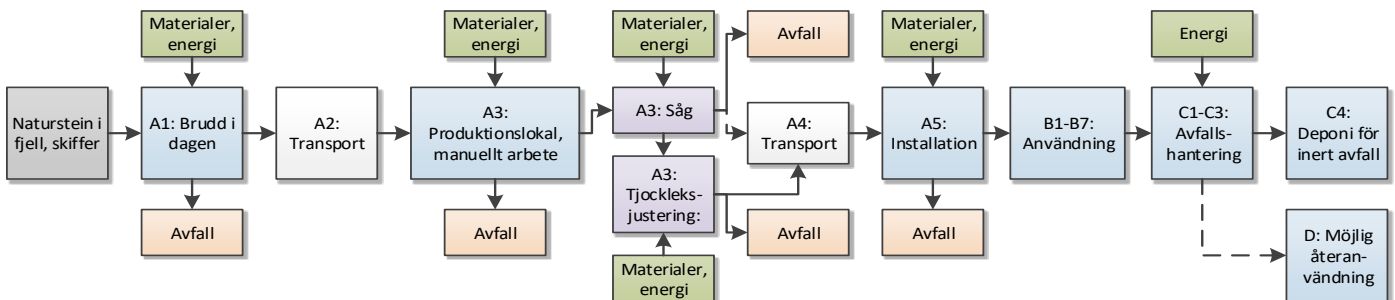 Materialer,
energi
Materialer,
energi
Materialer,
energi
Avfall
Materialer,
energi
Energi
Naturstein i
fjell, skiffer
A1: Brudd i
dagen
A2:
Transport
A3:
Produktionslokal,
manuellt arbete
A3: Såg
A4:
Transport
A5:
Installation
B1-B7:
Användning
C1-C3:
Avfalls-
hantering
C4:
Deponi för
inert avfall
A3:
Tjockleks-
justering:
Avfall
Avfall
Avfall
Avfall
D: Möjlig
återan-
vändning
Materialer,
energi